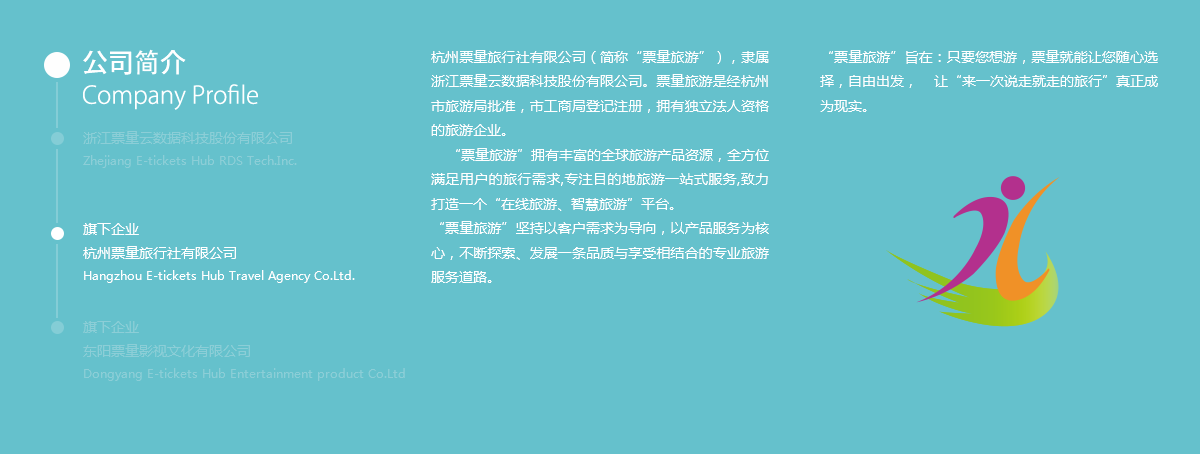 公司简介
Company Profile
浙江票量云数据科技股份有限公司
Zhejiang E-tickets Hub RDS Tech.Inc.
旗下企业
杭州票量旅行社有限公司
Hangzhou E-tickets Hub Travel Agency Co.Ltd.
旗下企业
东阳票量影视文化有限公司
Dongyang E-tickets Hub Entertainment product Co.Ltd
杭州票量旅行社有限公司（简称“票量旅游”），隶属
浙江票量云数据科技股份有限公司。票量旅游是经杭州
市旅游局批准，市工商局登记注册，拥有独立法人资格
的旅游企业。
“票量旅游”拥有丰富的全球旅游产品资源，全方位
满足用户的旅行需求,专注目的地旅游一站式服务,致力
打造一个“在线旅游、智慧旅游”平台。
“票量旅游”坚持以客户需求为导向，以产品服务为核
心，不断探索、发展一条品质与享受相结合的专业旅游
服务道路。
“票量旅游”旨在：只要您想游，票量就能让您随心选
择，自由出发， 让“来一次说走就走的旅行”真正成
为现实。